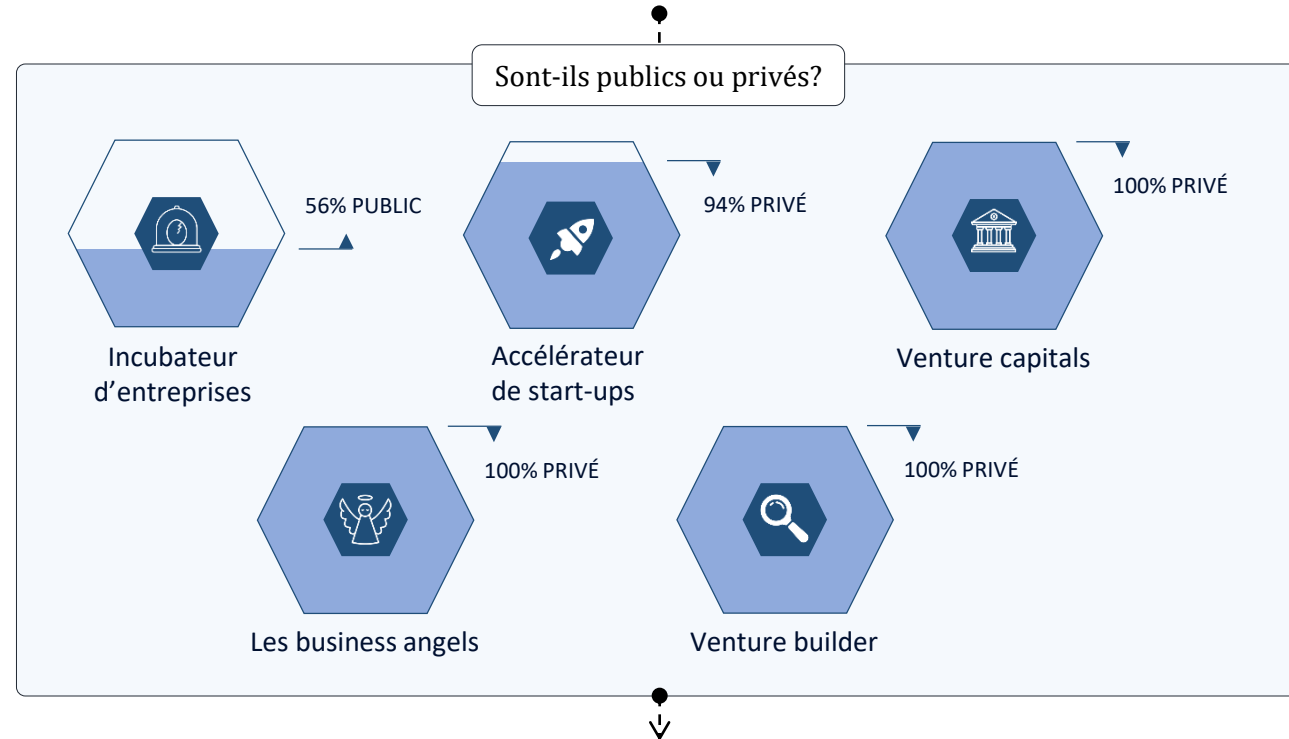 Sont-ils publics ou privés?
56% PUBLIC
Incubateur
d’entreprises
94% PRIVÉ
Accélérateur
de start-ups
100% PRIVÉ
Venture capitals
100% PRIVÉ
Les business angels
100% PRIVÉ
Venture builder